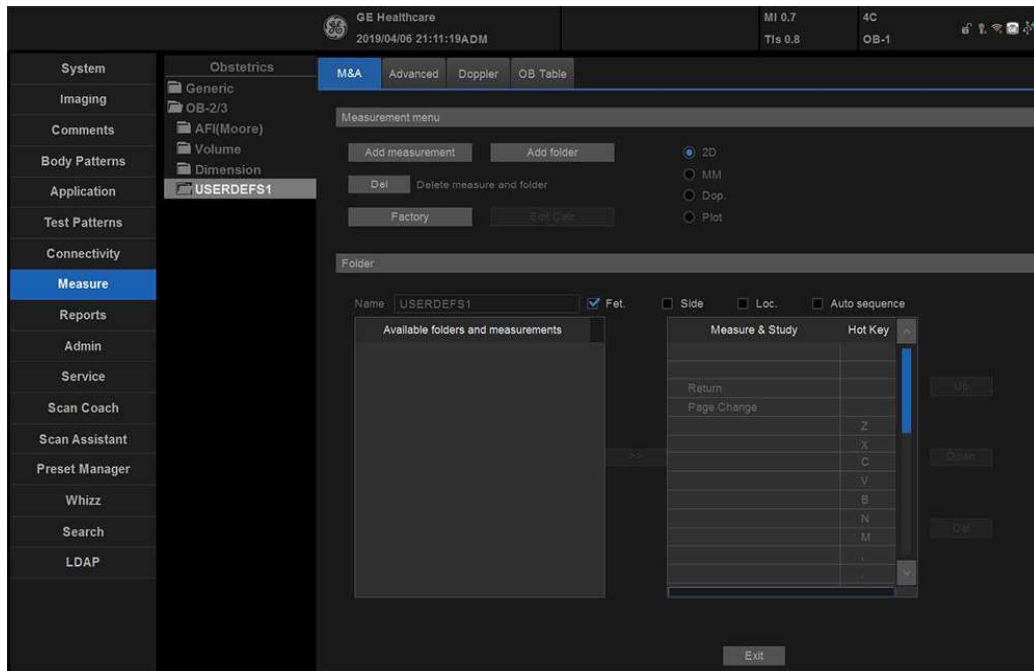 GE Healthcare
2019/04/06 21:11:19ADM
MI 0.7
TIs 0.8
4C
OB-1
System
Imaging
Comments
Body Patterns
Application
Test Patterns
Connectivity
Measure
Reports
Admin
Service
Scan Coach
Scan Assistant
Preset Manager
Whizz
Search
LDAP
Obstetrics
Generic
OB-2/3
AFI(Moore)
Volume
Dimension
USERDEFS1
M&A Advanced Doppler OB Table
Measurement menu
Add measurement Add folder
Del Delete measure and folder
Factory Edit Calc
2D
MM
Dop.
Plot
Folder
Name USERDEFS1 Fet. Side Loc. Auto sequence
Available folders and measurements
>>
Measure & Study Hot Key
Return
Page Change
Z
X
C
V
B
N
M
,
.
Up
Down
Del
Exit